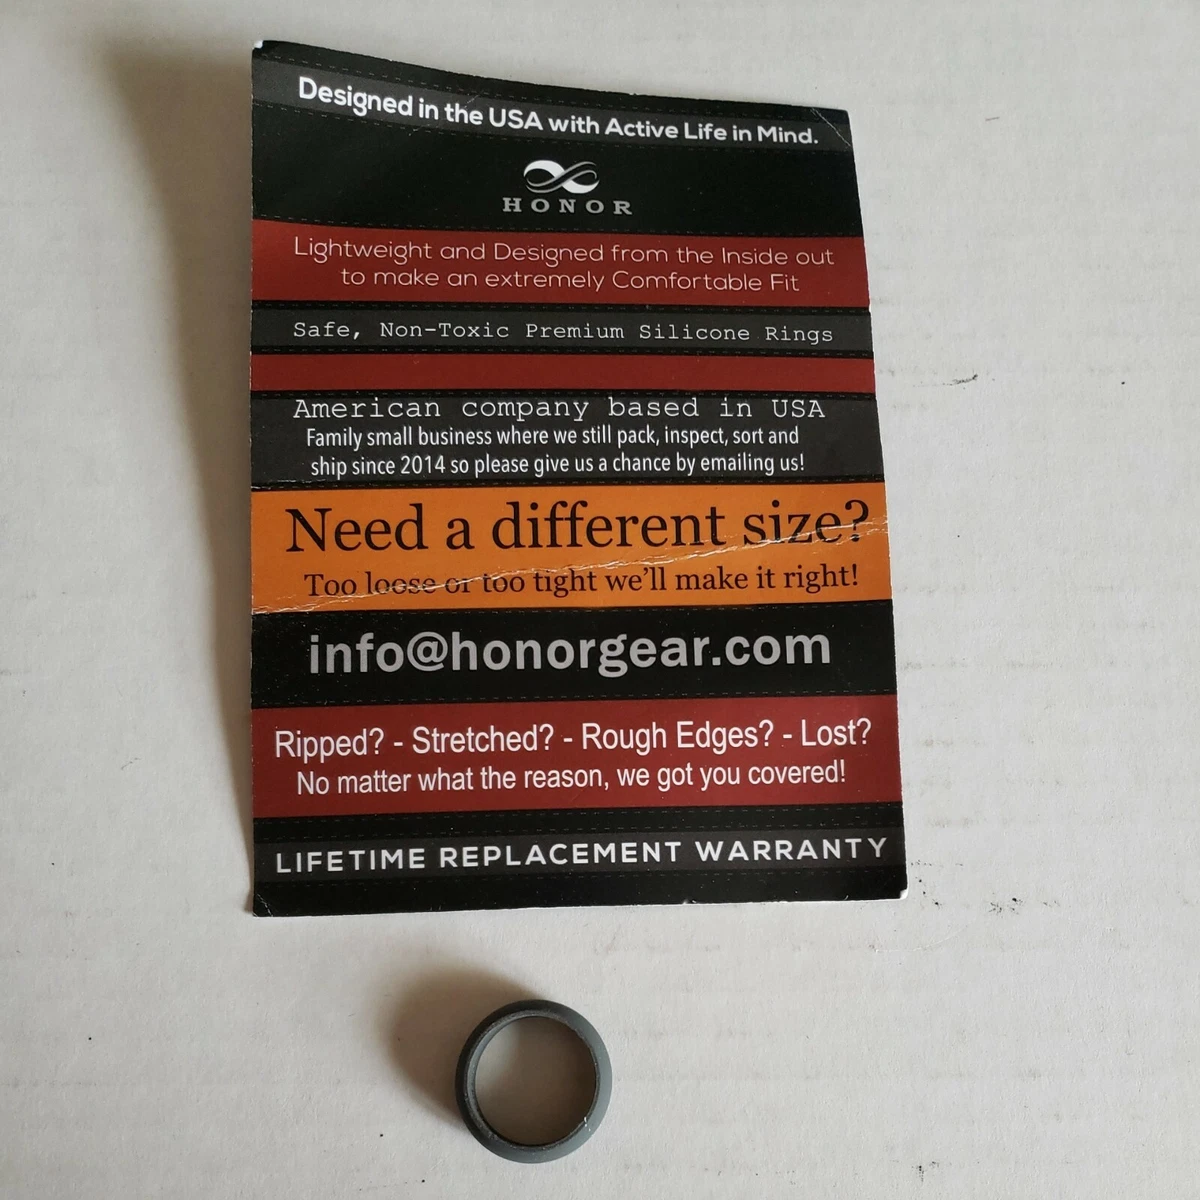 Designed in the USA with Active Life in Mind.
HONOR
Lightweight and Designed from the Inside out
to make an extremely Comfortable Fit
Safe, Non-Toxic Premium Silicone Rings
American company based in USA
Family small business where we still pack, inspect, sort and
ship since 2014 so please give us a chance by emailing us!
Need a different size?
Too loose or too tight we'll make it right!
info@honorgear.com
Ripped? - Stretched? - Rough Edges? - Lost?
No matter what the reason, we got you covered!
LIFETIME REPLACEMENT WARRANTY